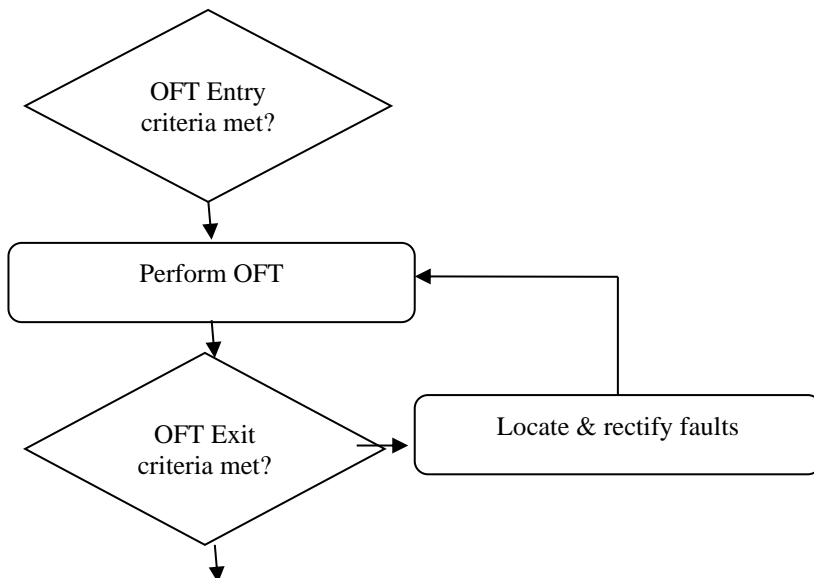 OFT Entry
criteria met?
Perform OFT
OFT Exit
criteria met?
Locate & rectify faults